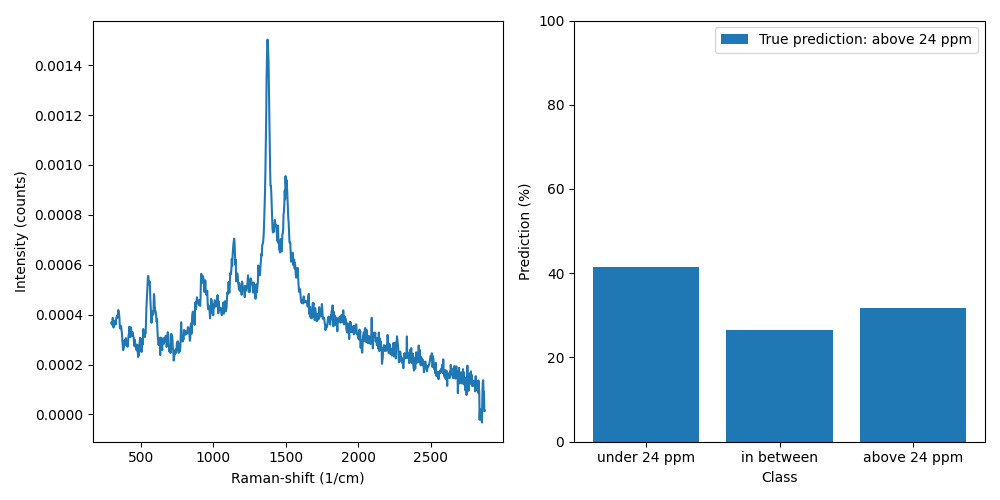 0.0014
0.0012
0.0010
0.0008
0.0006
0.0004
0.0002
0.0000
Intensity (counts)
500 1000 1500 2000 2500
Raman-shift (1/cm)
True prediction: above 24 ppm
100
80
60
40
20
0
Prediction (%)
under 24 ppm in between above 24 ppm
Class